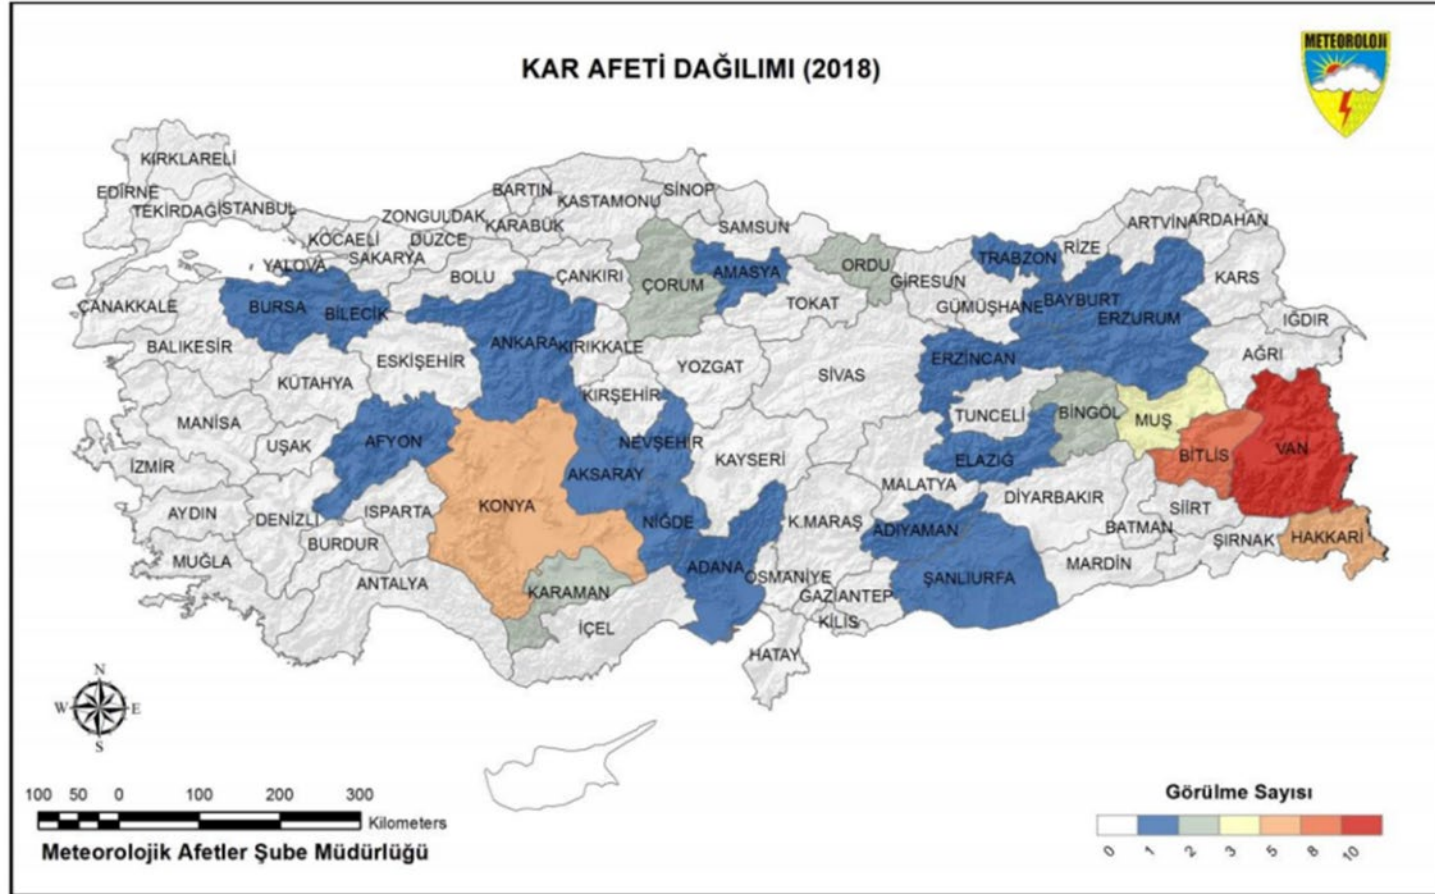 KAR AFETİ DAĞILIMI (2018)
METEOROLOJI
KIRKLARELİ
EDİRNE
TEKİRDAĞ
İSTANBUL
KOCAELİ
YALOVA
SAKARYA
DÜZCE
ZONGULDAK
BARTIN
KARABÜK
KASTAMONU
SİNOP
SAMSUN
BOLU
ÇANKIRI
ÇORUM
AMASYA
ORDU
TOKAT
GİRESUN
TRABZON
RİZE
ARTVİN
ARDAHAN
KARS
GÜMÜŞHANE
BAYBURT
ERZURUM
IĞDIR
AĞRI
ÇANAKKALE
BURSA
BİLECİK
BALIKESİR
ESKİŞEHİR
ANKARA
KIRIKKALE
KÜTAHYA
YOZGAT
SİVAS
ERZİNCAN
KIRŞEHİR
TUNCELİ
BİNGÖL
MUŞ
MANİSA
UŞAK
AFYON
NEVŞEHİR
KAYSERİ
ELAZIĞ
BİTLİS
VAN
İZMİR
AKSARAY
MALATYA
DİYARBAKIR
AYDIN
DENİZLİ
ISPARTA
KONYA
NİĞDE
K.MARAŞ
ADIYAMAN
BATMAN
SİİRT
ŞIRNAK
HAKKARİ
MUĞLA
BURDUR
ANTALYA
KARAMAN
ADANA
OSMANİYE
GAZİANTEP
ŞANLIURFA
MARDİN
İÇEL
KİLİS
HATAY
N
W E
S
100 50 0 100 200 300
Kilometers
Meteorolojik Afetler Şube Müdürlüğü
Görülme Sayısı
0 1 2 3 5 8 10